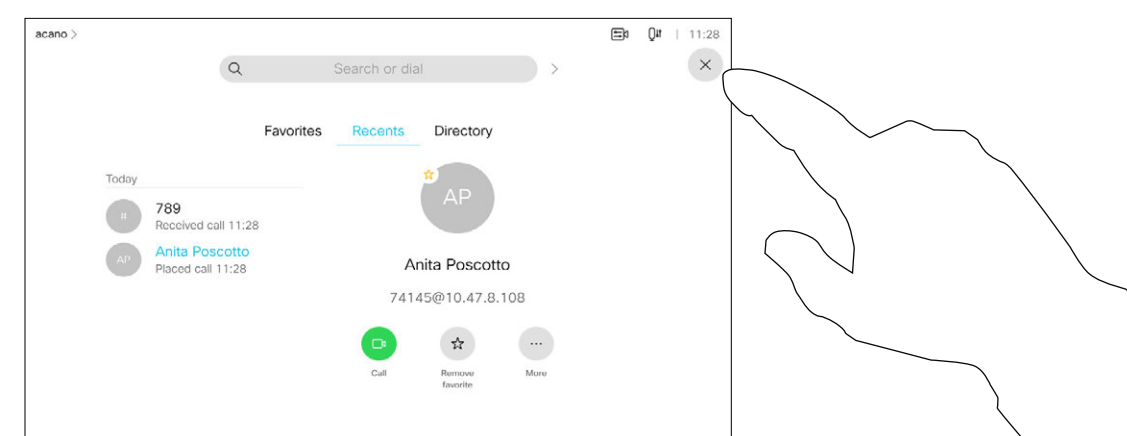 acano >
11:28
Search or dial
Favorites Recents Directory
Today
#
789
Received call 11:28
AP
Anita Poscotto
Placed call 11:28
AP
Anita Poscotto
74145@10.47.8.108
Call
Remove
favorite
More